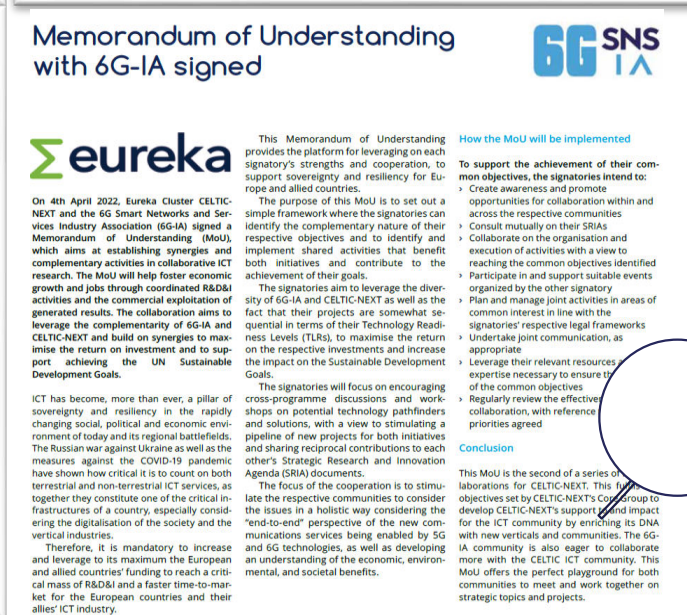 Memorandum of Understanding
with 6G-IA signed
6G SNS
IA
eureka
On 4th April 2022, Eureka Cluster CELTIC-
NEXT and the 6G Smart Networks and Ser-
vices Industry Association (6G-IA) signed a
Memorandum of Understanding (MoU),
which aims at establishing synergies and
complementary activities in collaborative ICT
research. The MoU will help foster economic
growth and jobs through coordinated R&D&I
activities and the commercial exploitation of
generated results. The collaboration aims to
leverage the complementarity of 6G-IA and
CELTIC-NEXT and build on synergies to max-
imise the return on investment and to sup-
port achieving the UN Sustainable
Development Goals.
ICT has become, more than ever, a pillar of
sovereignty and resiliency in the rapidly
changing social, political and economic envi-
ronment of today and its regional battlefields.
The Russian war against Ukraine as well as the
measures against the COVID-19 pandemic
have shown how critical it is to count on both
terrestrial and non-terrestrial ICT services, as
together they constitute one of the critical in-
frastructures of a country, especially consid-
ering the digitalisation of the society and the
vertical industries.
Therefore, it is mandatory to increase
and leverage to its maximum the European
and allied countries' funding to reach a criti-
cal mass of R&D&I and a faster time-to-mar-
ket for the European countries and their
allies' ICT industry.
This Memorandum of Understanding
provides the platform for leveraging on each
signatory's strengths and cooperation, to
support sovereignty and resiliency for Eu-
rope and allied countries.
The purpose of this MoU is to set out a
simple framework where the signatories can
identify the complementary nature of their
respective objectives and to identify and
implement shared activities that benefit
both initiatives and contribute to the
achievement of their goals.
The signatories aim to leverage the diver-
sity of 6G-IA and CELTIC-NEXT as well as the
fact that their projects are somewhat se-
quential in terms of their Technology Readi-
ness Levels (TLRs), to maximise the return
on the respective investments and increase
the impact on the Sustainable Development
Goals.
The signatories will focus on encouraging
cross-programme discussions and work-
shops on potential technology pathfinders
and solutions, with a view to stimulating a
pipeline of new projects for both initiatives
and sharing reciprocal contributions to each
other's Strategic Research and Innovation
Agenda (SRIA) documents.
The focus of the cooperation is to stimu-
late the respective communities to consider
the issues in a holistic way considering the
"end-to-end" perspective of the new com-
munications services being enabled by 5G
and 6G technologies, as well as developing
an understanding of the economic, environ-
mental, and societal benefits.
How the MoU will be implemented
To support the achievement of their com-
mon objectives, the signatories intend to:
› Create awareness and promote
opportunities for collaboration within and
across the respective communities
› Consult mutually on their SRIAs
› Collaborate on the organisation and
execution of activities with a view to
reaching the common objectives identified
› Participate in and support suitable events
organized by the other signatory
› Plan and manage joint activities in areas of
common interest in line with the
signatories' respective legal frameworks
› Undertake joint communication, as
appropriate
› Leverage their relevant resources
expertise necessary to ensure
of the common objectives
› Regularly review the
collaboration, with reference
priorities agreed
Conclusion
This MoU is the second of a series of
laborations for CELTIC-NEXT. This
objectives set by CELTIC-NEXT's Group to
develop CELTIC-NEXT's support and impact
for the ICT community by enriching its DNA
with new verticals and communities. The 6G-
IA community is also eager to collaborate
more with the CELTIC ICT community. This
MoU offers the perfect playground for both
communities to meet and work together on
strategic topics and projects.